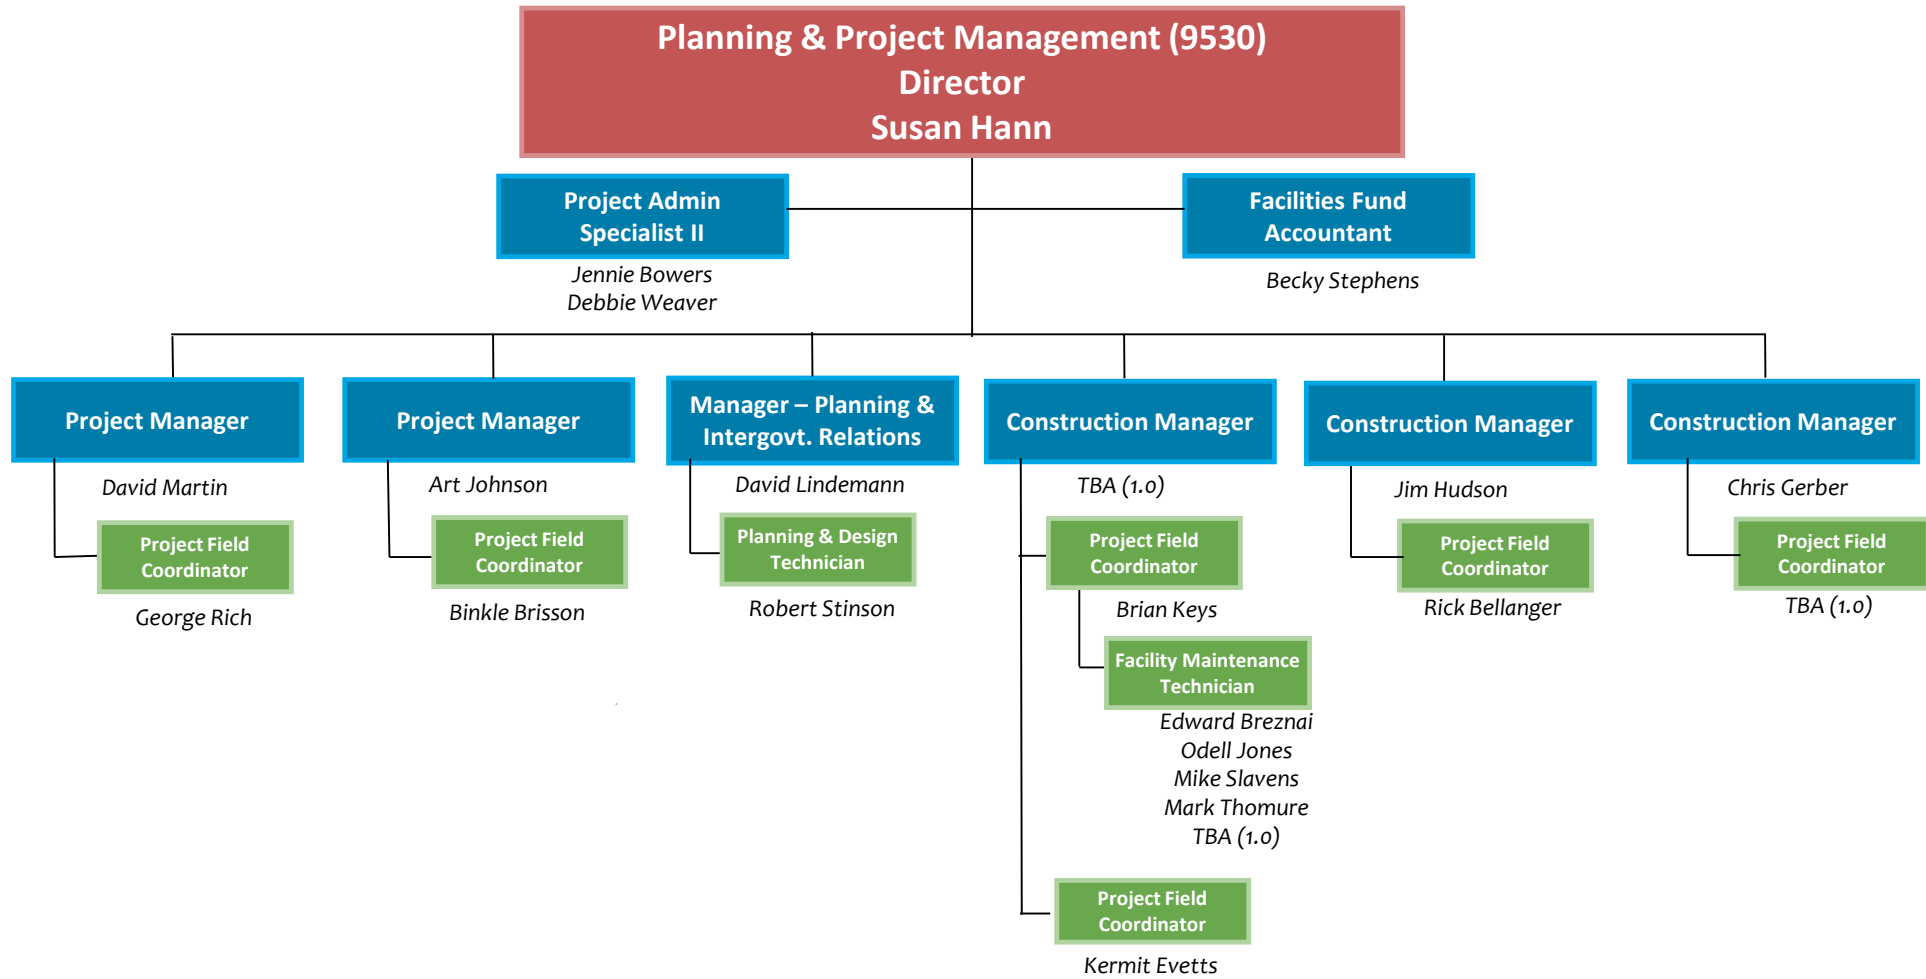 Planning & Project Management (9530)
Director
Susan Hann
Project Admin
Specialist II
Jennie Bowers
Debbie Weaver
Facilities Fund
Accountant
Becky Stephens
Project Manager
David Martin
Project Field
Coordinator
George Rich
Project Manager
Art Johnson
Project Field
Coordinator
Binkle Brisson
Manager – Planning &
Intergovt. Relations
David Lindemann
Planning & Design
Technician
Robert Stinson
Construction Manager
TBA (1.0)
Project Field
Coordinator
Brian Keys
Facility Maintenance
Technician
Edward Breznai
Odell Jones
Mike Slavens
Mark Thomure
TBA (1.0)
Project Field
Coordinator
Kermit Evetts
Construction Manager
Jim Hudson
Project Field
Coordinator
Rick Bellanger
Construction Manager
Chris Gerber
Project Field
Coordinator
TBA (1.0)